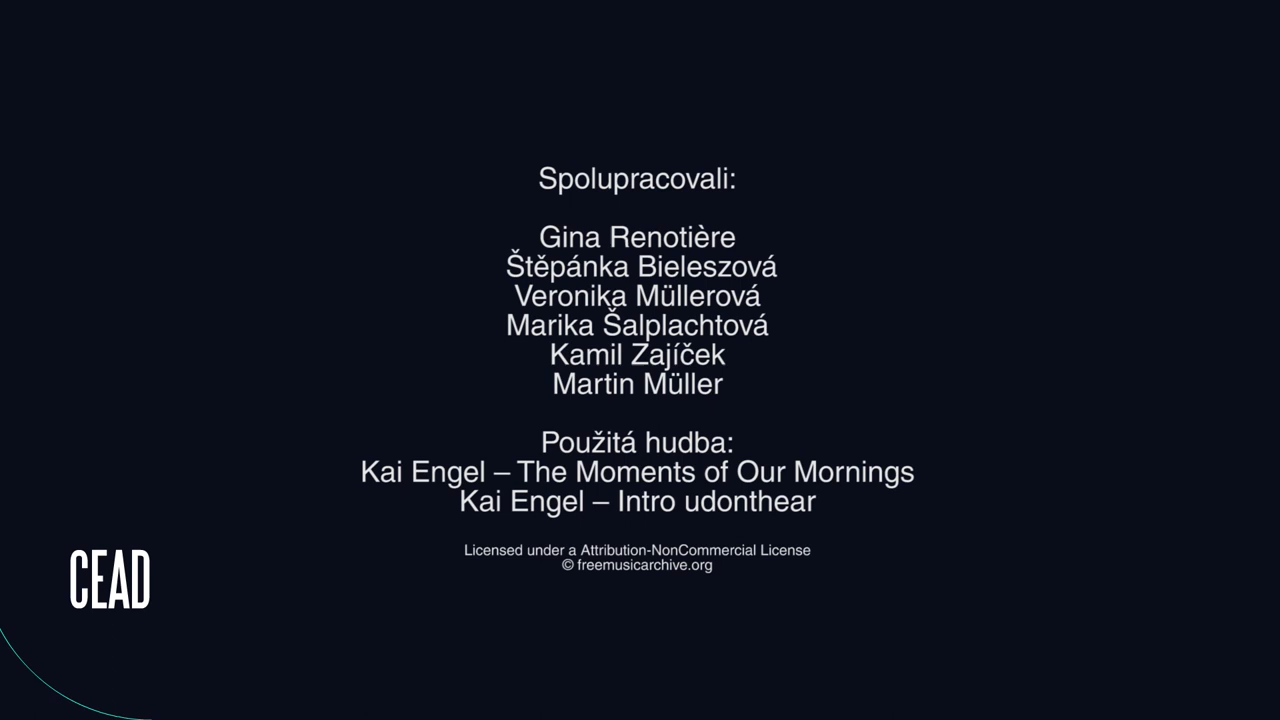 Spolupracovali:
Gina Renotière
Štěpánka Bieleszová
Veronika Müllerová
Marika Šalplachtová
Kamil Zajíček
Martin Müller
Použitá hudba:
Kai Engel – The Moments of Our Mornings
Kai Engel – Intro udonthear
Licensed under a Attribution-NonCommercial License
© freemusicarchive.org
CEAD